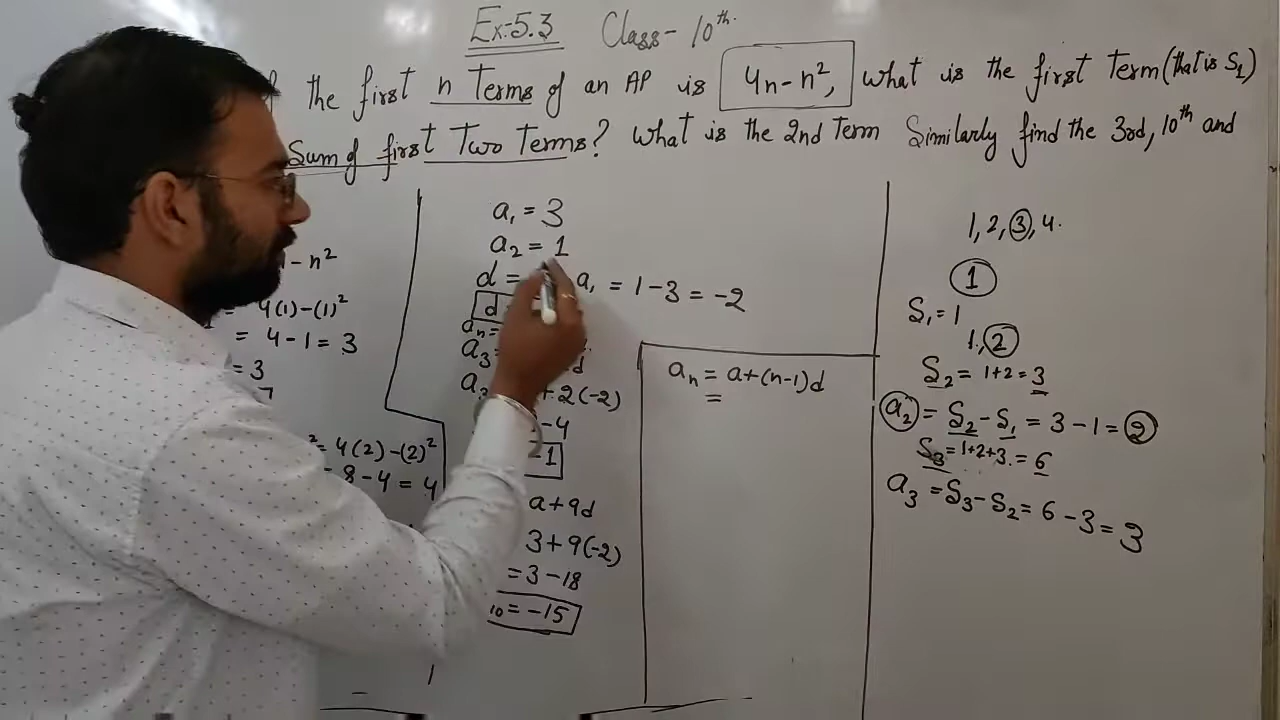 Ex:-5.3 Class- 10th.
the first n Terms of an AP is 4n-n², what is the first Term (that is S₁)
Sum of first Two Terms? What is the 2nd Term Similarly find the 3rd, 10th and
- n²
= 4(1)-(1)²
= 4-1 = 3
= 3
= 4(2)-(2)²
= 8-4 = 4
a₁ = 3
a₂ = 1
d = a₁ = 1-3 = -2
d
aₙ=
a₃ = d
a₃ +2(-2)
-4
-1
a+9d
3+9(-2)
= 3-18
₁₀ = -15
aₙ = a+(n-1)d
=
1, 2, 3, 4.
1
S₁ = 1
1, 2
S₂ = 1+2 = 3
a₂ = S₂-S₁ = 3-1 = 2
S₃ = 1+2+3. = 6
a₃ = S₃-S₂ = 6-3 = 3